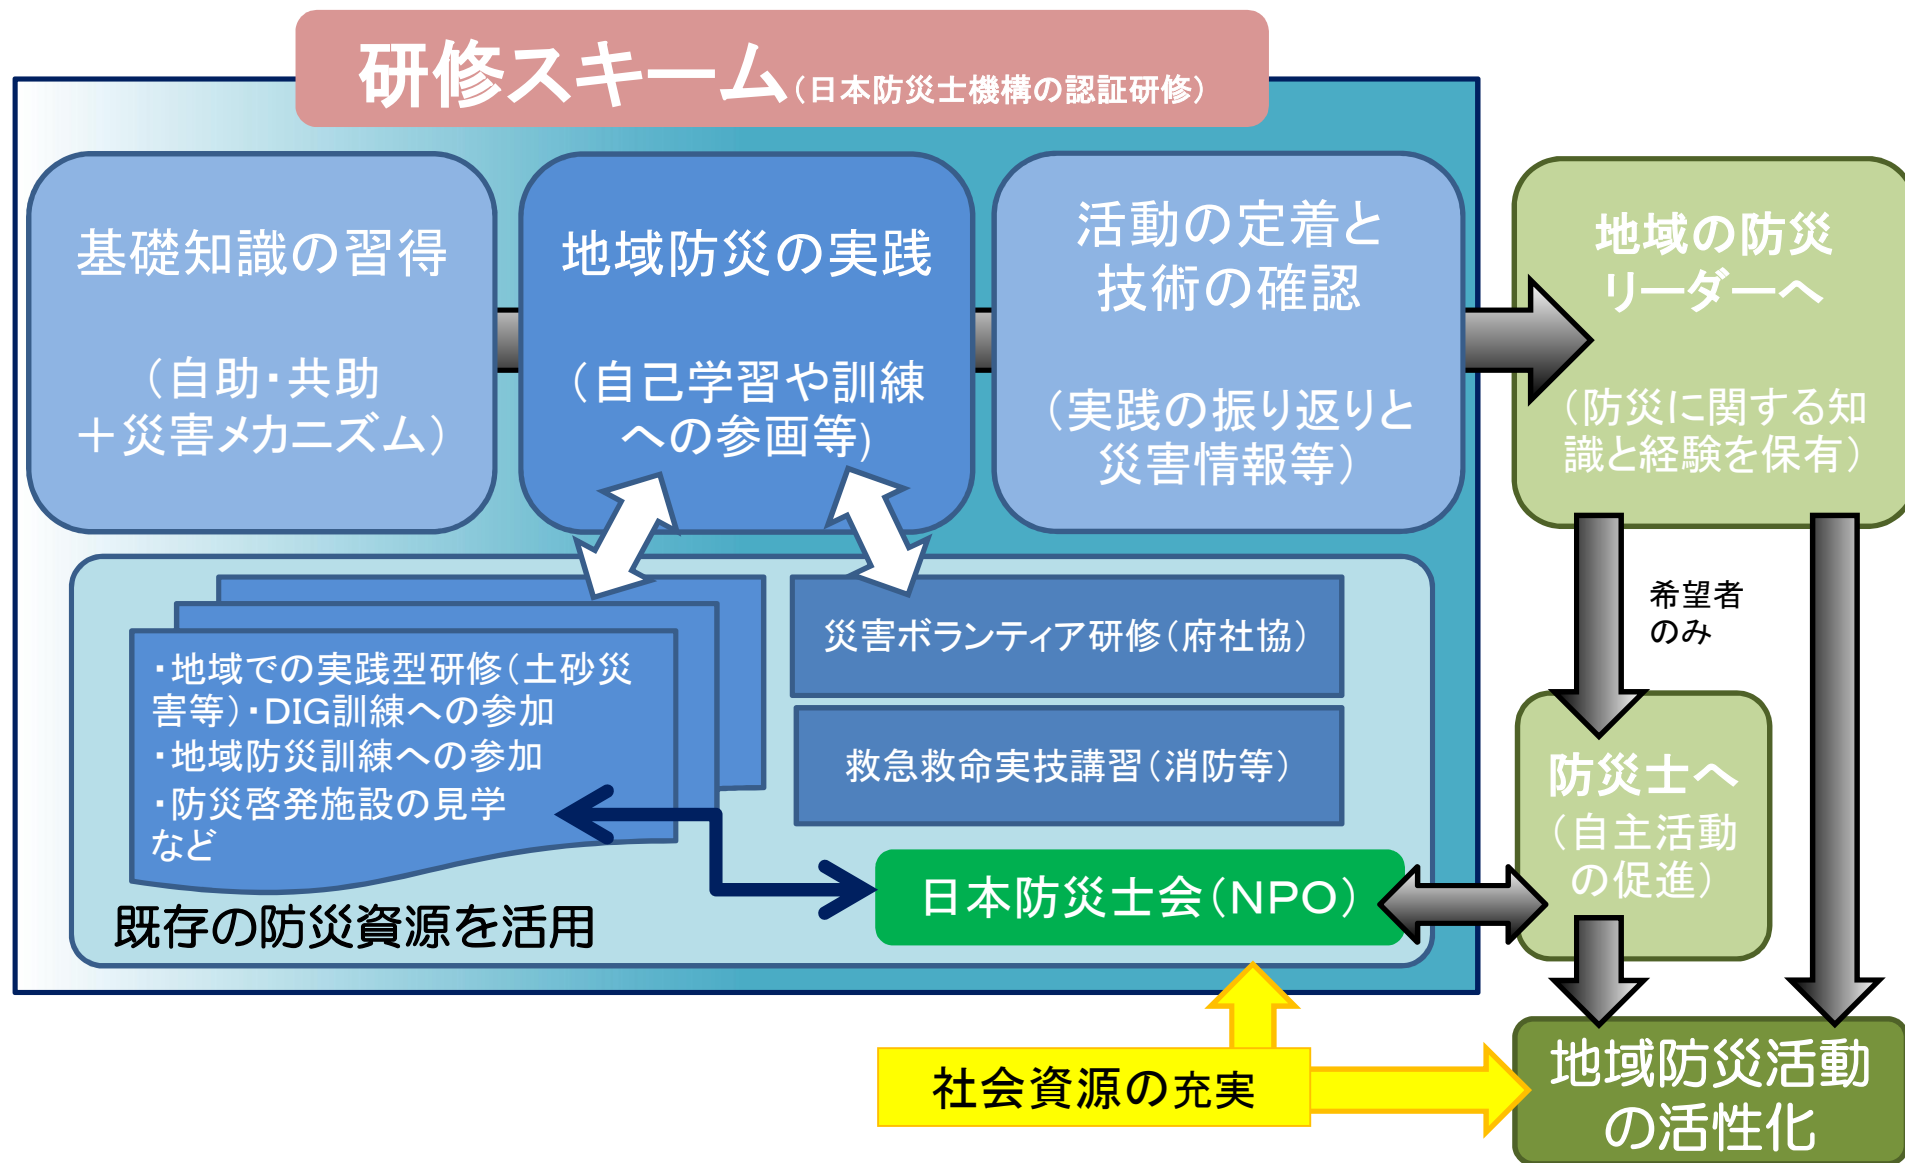 研修スキーム(日本防災士機構の認証研修)
基礎知識の習得
(自助・共助
＋災害メカニズム)
地域防災の実践
(自己学習や訓練
への参画等)
活動の定着と
技術の確認
(実践の振り返りと
災害情報等)
地域の防災
リーダーへ
(防災に関する知
識と経験を保有)
希望者
のみ
・地域での実践型研修(土砂災
害等)・DIG訓練への参加
・地域防災訓練への参加
・防災啓発施設の見学
など
既存の防災資源を活用
災害ボランティア研修(府社協)
救急救命実技講習(消防等)
日本防災士会(NPO)
防災士へ
(自主活動
の促進)
社会資源の充実
地域防災活動
の活性化